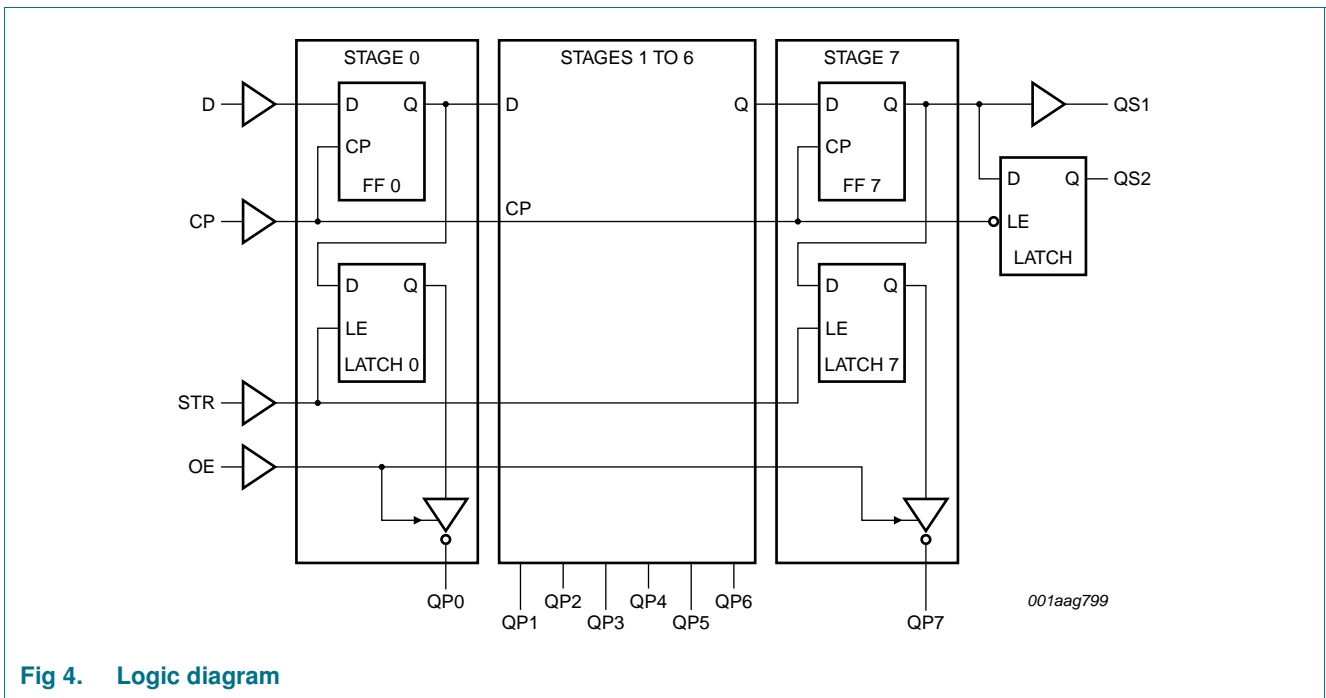 STAGE 0
STAGES 1 TO 6
STAGE 7
D
D Q
D
Q
D Q
QS1
CP
CP
FF 0
FF 7
D Q
QS2
CP
CP
LE
LATCH
D Q
D Q
LE
LE
LATCH 0
LATCH 7
STR
OE
QP0
QP2
QP4
QP6
QP1
QP3
QP5
QP7
001aag799
Fig 4. Logic diagram